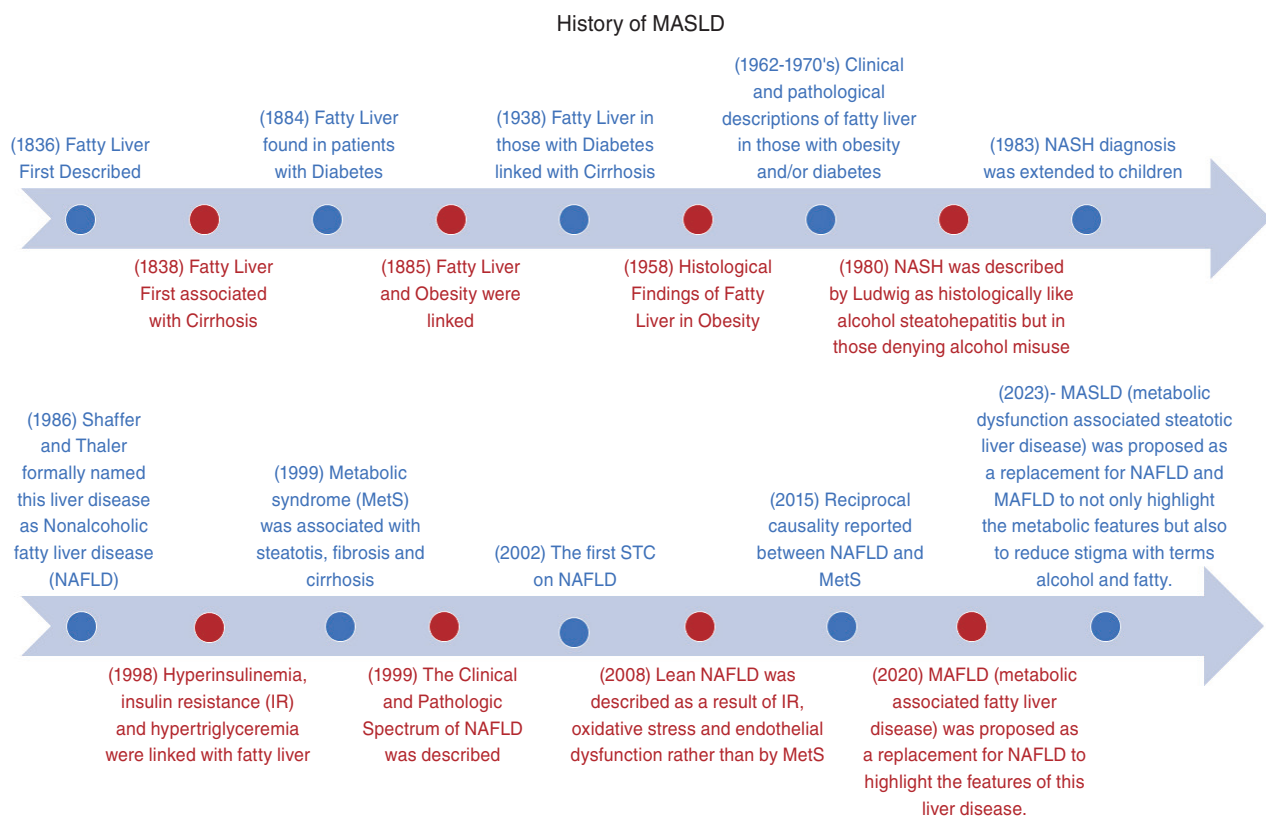 History of MASLD
(1836) Fatty Liver
First Described
(1838) Fatty Liver
First associated
with Cirrhosis
(1884) Fatty Liver
found in patients
with Diabetes
(1885) Fatty Liver
and Obesity were
linked
(1938) Fatty Liver in
those with Diabetes
linked with Cirrhosis
(1958) Histological
Findings of Fatty
Liver in Obesity
(1962-1970's) Clinical
and pathological
descriptions of fatty liver
in those with obesity
and/or diabetes
(1980) NASH was described
by Ludwig as histologically like
alcohol steatohepatitis but in
those denying alcohol misuse
(1983) NASH diagnosis
was extended to children
(1986) Shaffer
and Thaler
formally named
this liver disease
as Nonalcoholic
fatty liver disease
(NAFLD)
(1998) Hyperinsulinemia,
insulin resistance (IR)
and hypertriglyceremia
were linked with fatty liver
(1999) Metabolic
syndrome (MetS)
was associated with
steatotis, fibrosis and
cirrhosis
(1999) The Clinical
and Pathologic
Spectrum of NAFLD
was described
(2002) The first STC
on NAFLD
(2008) Lean NAFLD was
described as a result of IR,
oxidative stress and endothelial
dysfunction rather than by MetS
(2015) Reciprocal
causality reported
between NAFLD and
MetS
(2020) MAFLD (metabolic
associated fatty liver
disease) was proposed as
a replacement for NAFLD to
highlight the features of this
liver disease.
(2023)- MASLD (metabolic
dysfunction associated steatotic
liver disease) was proposed as
a replacement for NAFLD and
MAFLD to not only highlight
the metabolic features but also
to reduce stigma with terms
alcohol and fatty.